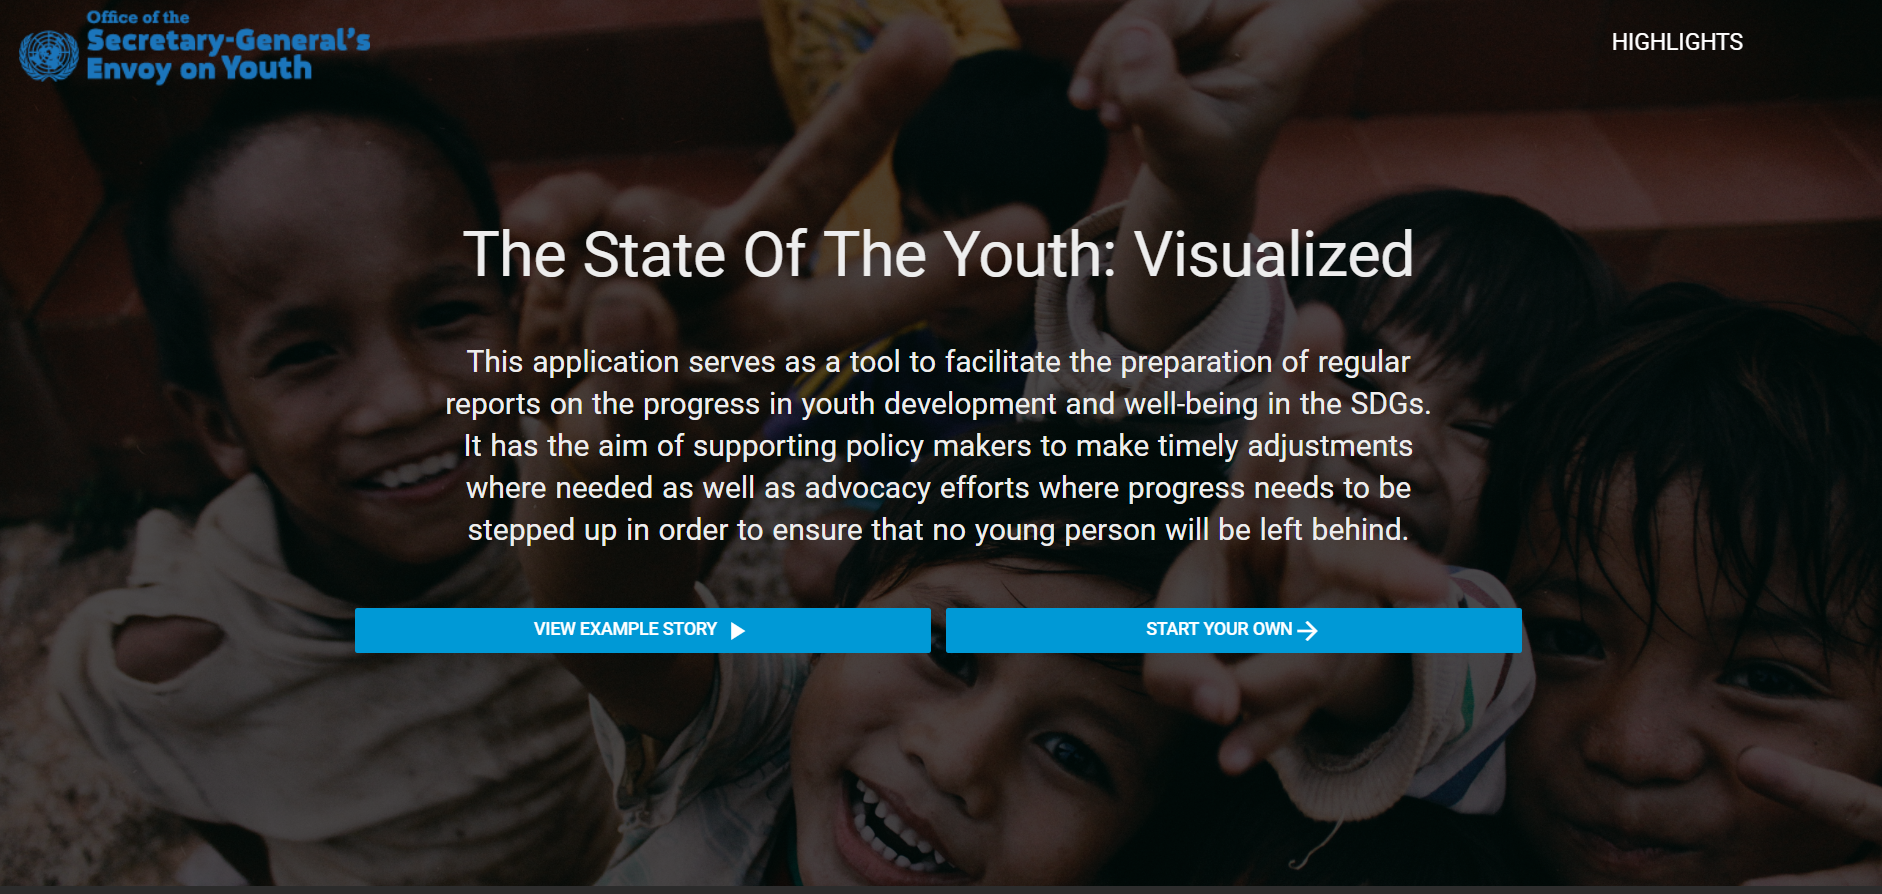 Office of the
Secretary-General's
Envoy on Youth
HIGHLIGHTS
The State Of The Youth: Visualized
This application serves as a tool to facilitate the preparation of regular
reports on the progress in youth development and well-being in the SDGs.
It has the aim of supporting policy makers to make timely adjustments
where needed as well as advocacy efforts where progress needs to be
stepped up in order to ensure that no young person will be left behind.
VIEW EXAMPLE STORY
START YOUR OWN